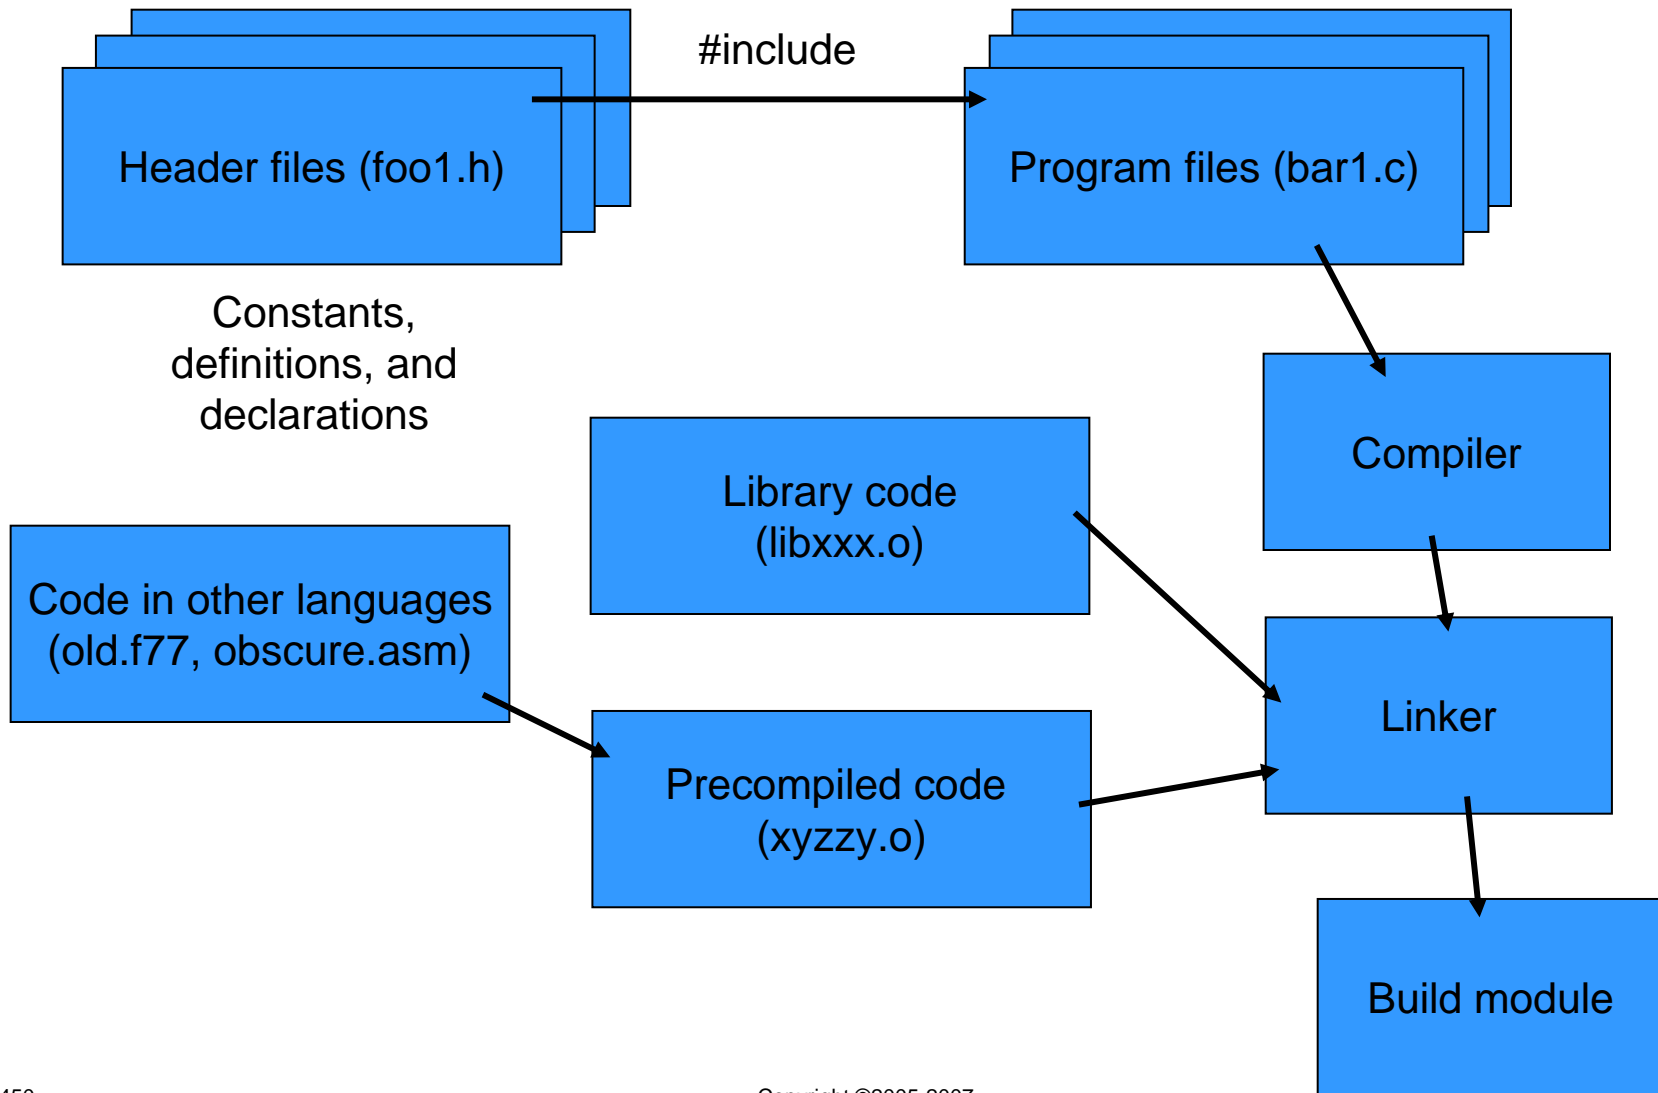 #include
Header files (foo1.h)
Program files (bar1.c)
Constants,
definitions, and
declarations
Compiler
Library code
(libxxx.o)
Code in other languages
(old.f77, obscure.asm)
Linker
Precompiled code
(xyzzy.o)
Build module